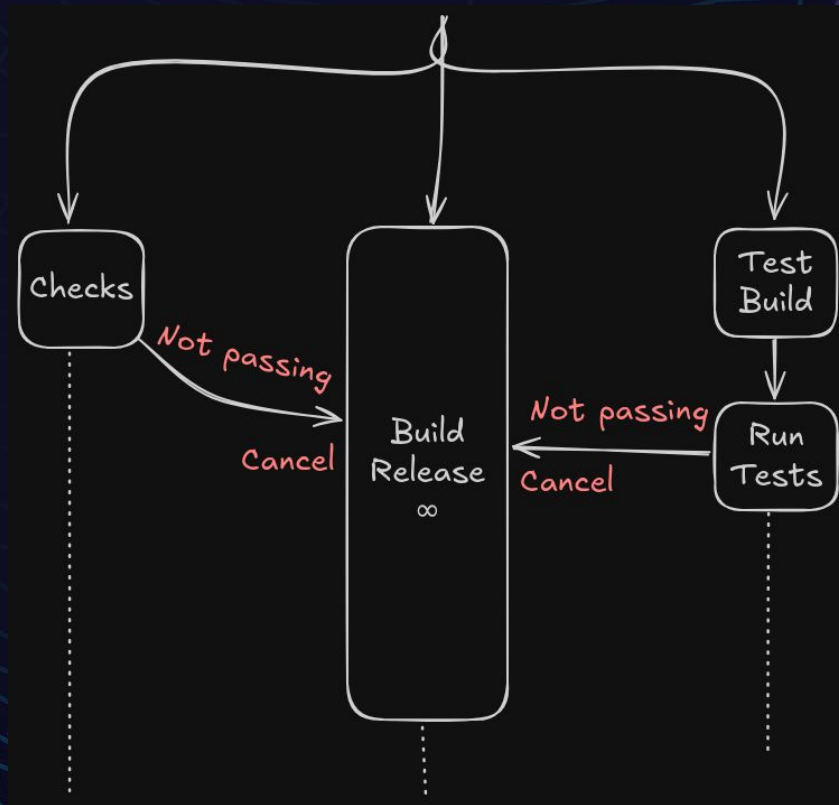 Checks
Not passing
Cancel
Build
Release
∞
Test
Build
Not passing
Cancel
Run
Tests